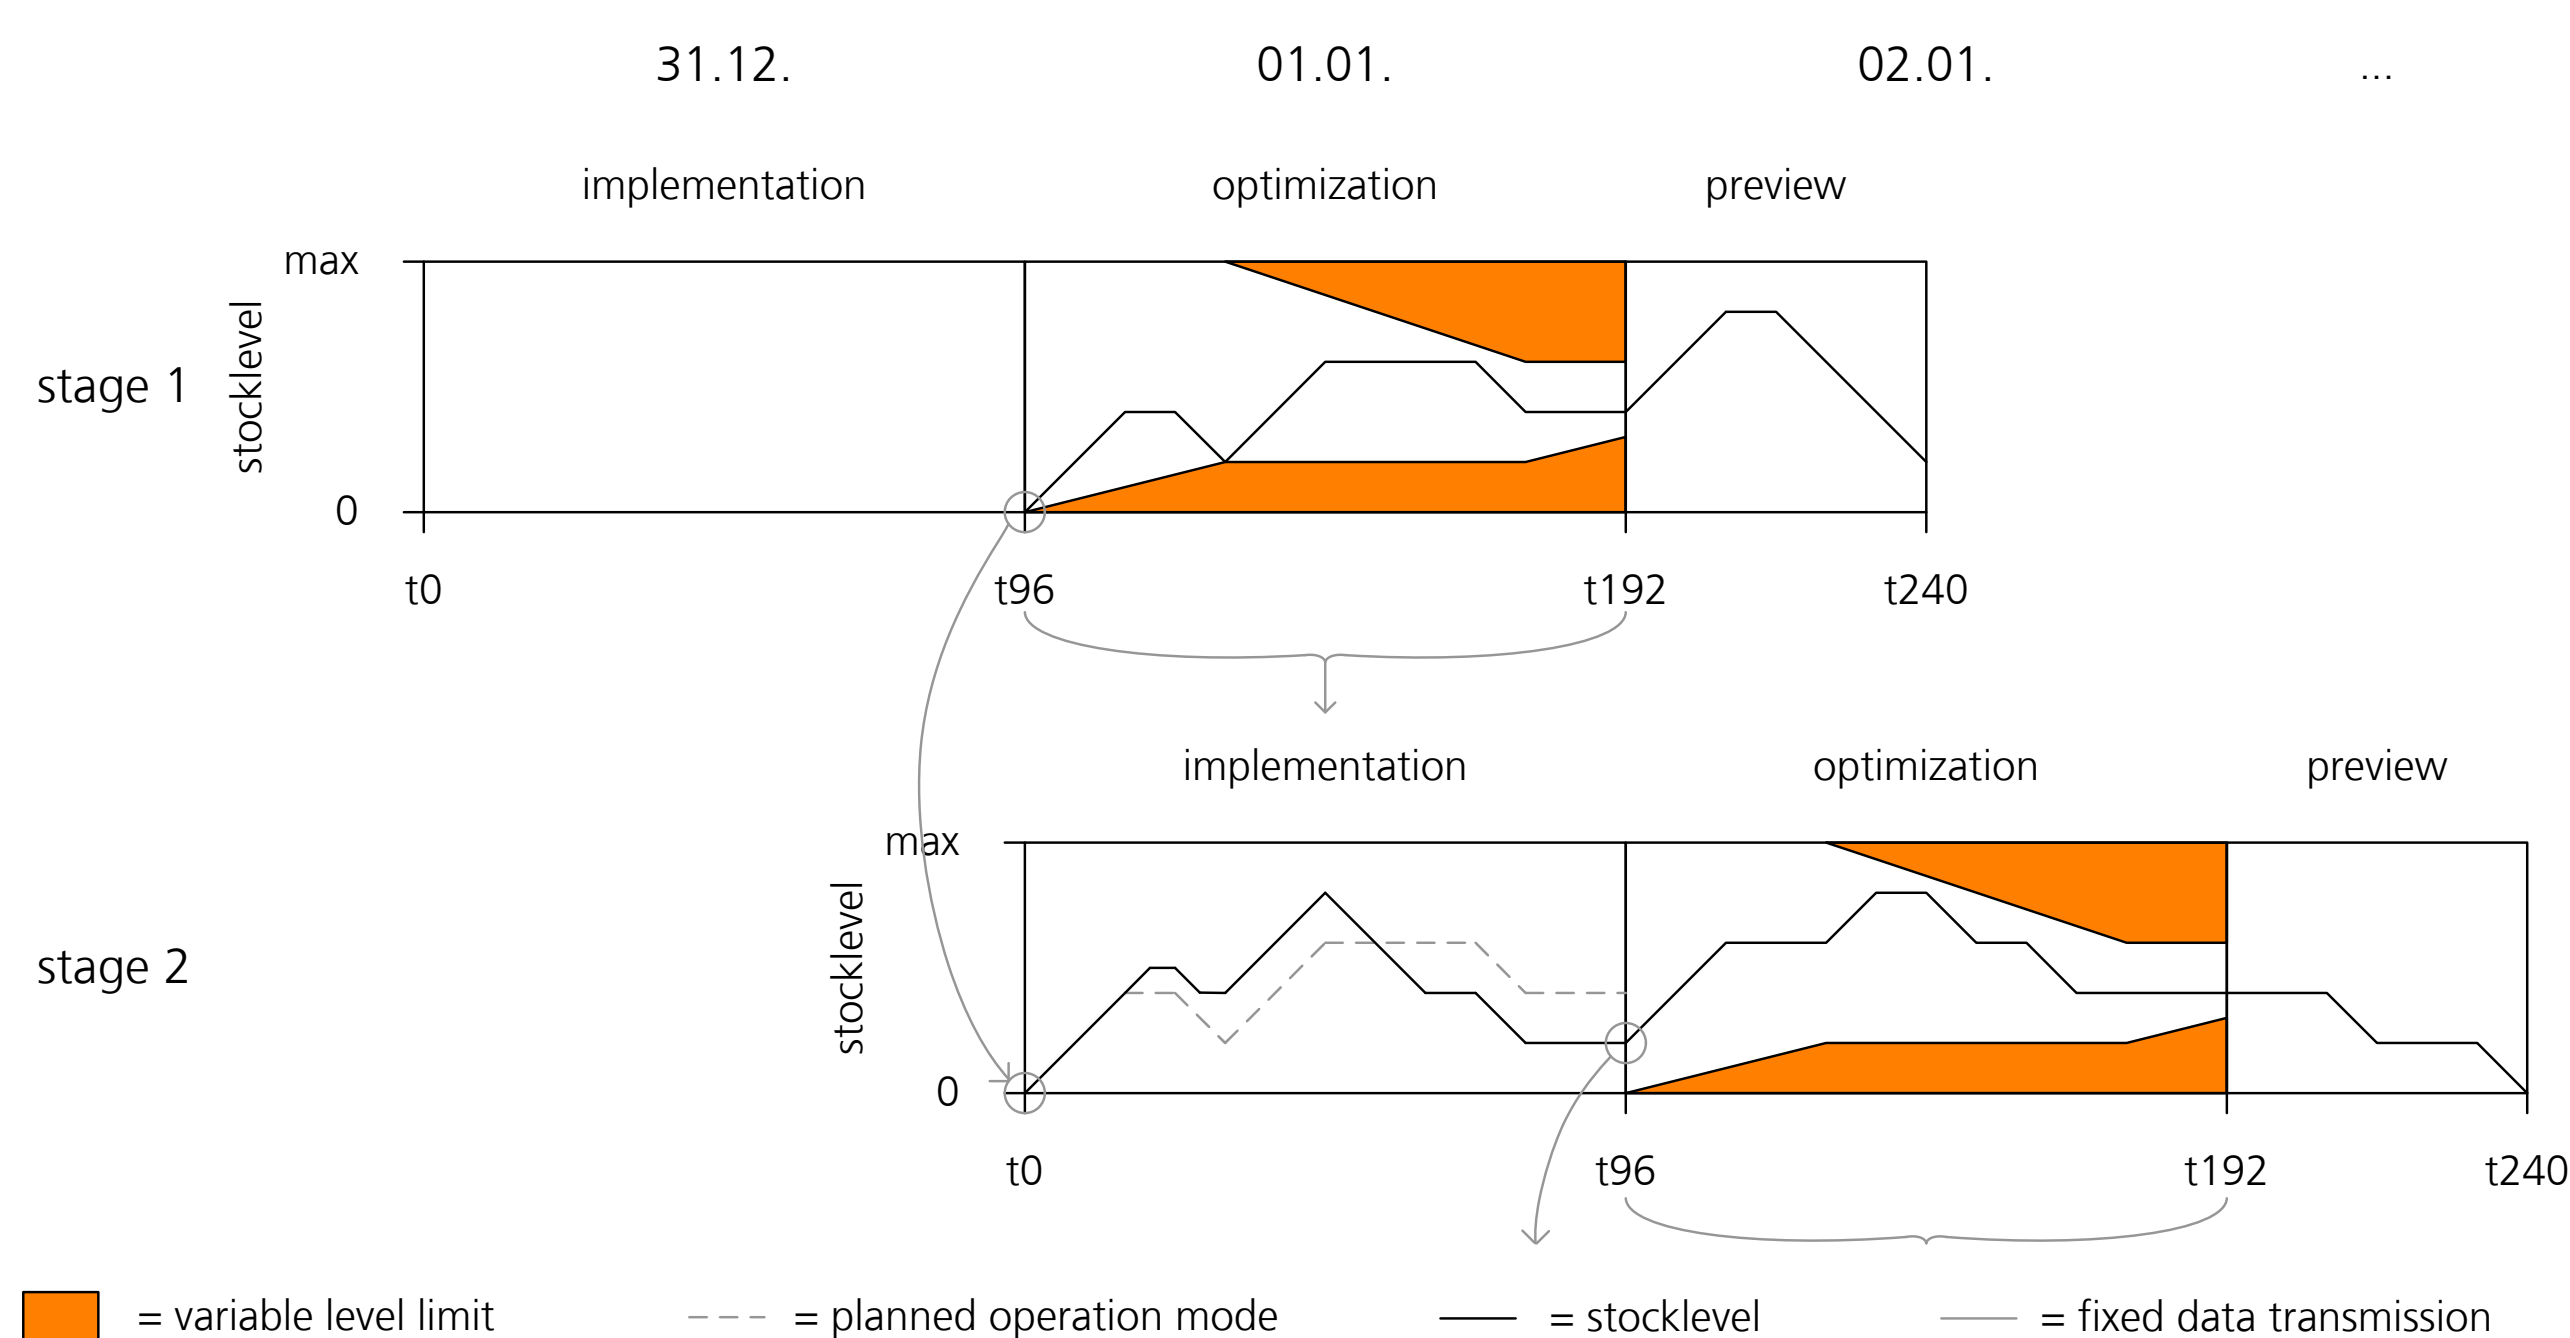 31.12. 01.01. 02.01. ...
implementation optimization preview
max
stocklevel
stage 1
0
t0 t96 t192 t240
implementation optimization preview
max
stocklevel
stage 2
0
t0 t96 t192 t240
= variable level limit = planned operation mode = stocklevel = fixed data transmission